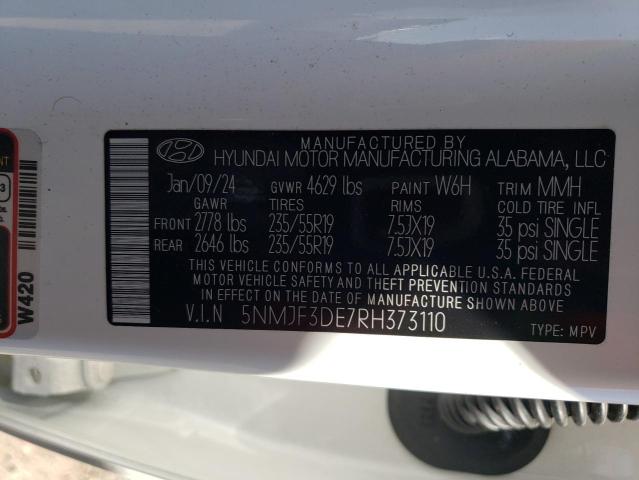 MANUFACTURED BY
HYUNDAI MOTOR MANUFACTURING ALABAMA, LLC
Jan/09/24 GVWR 4629 lbs PAINT W6H TRIM MMH
GAWR TIRES RIMS COLD TIRE INFL
FRONT 2778 lbs 235/55R19 7.5JX19 35 psi SINGLE
REAR 2646 lbs 235/55R19 7.5JX19 35 psi SINGLE
THIS VEHICLE CONFORMS TO ALL APPLICABLE U.S.A. FEDERAL
MOTOR VEHICLE SAFETY AND THEFT PREVENTION
STANDARDS IN EFFECT ON THE DATE OF MANUFACTURE SHOWN ABOVE.
V.I.N 5NMJF3DE7RH373110
TYPE: MPV
W420